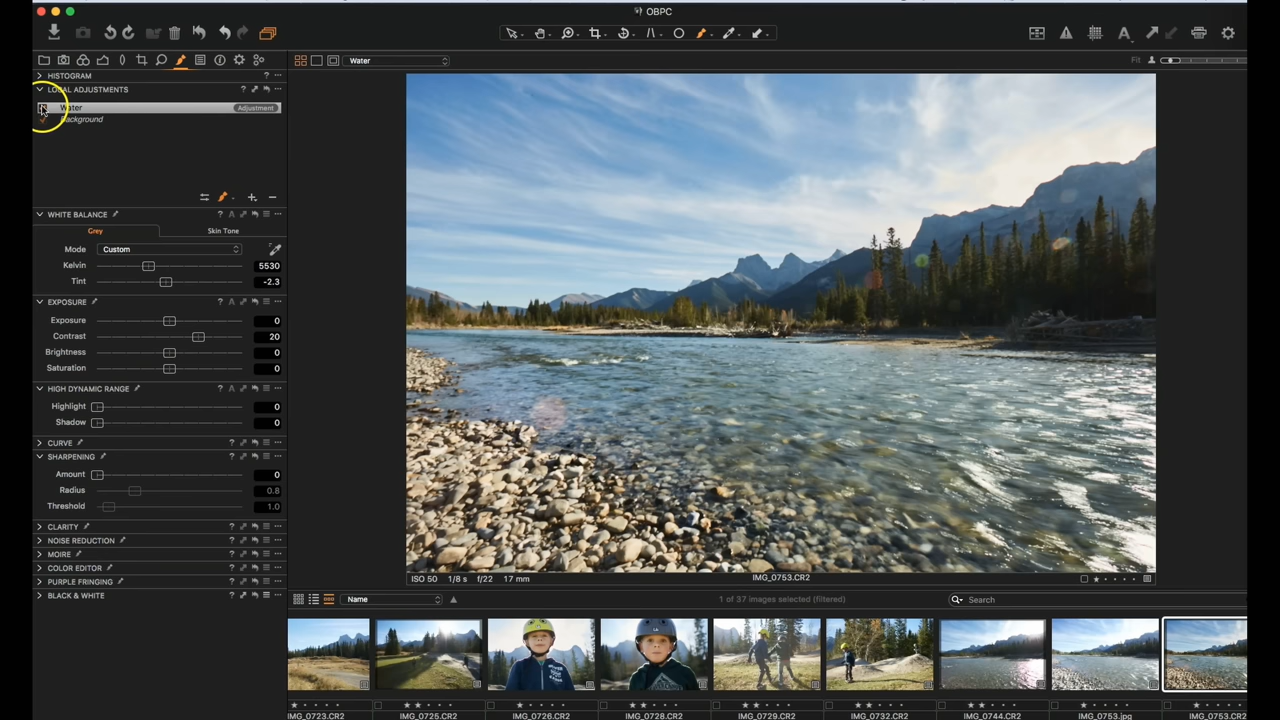 OBPC
Water
Fit
HISTOGRAM ? ...
LOCAL ADJUSTMENTS ?
Water Adjustment
Background
WHITE BALANCE ? A
Grey Skin Tone
Mode Custom
Kelvin 5530
Tint -2.3
EXPOSURE ? A
Exposure 0
Contrast 20
Brightness 0
Saturation 0
HIGH DYNAMIC RANGE ? A
Highlight 0
Shadow 0
CURVE ?
SHARPENING ?
Amount 0
Radius 0.8
Threshold 1.0
CLARITY ?
NOISE REDUCTION ?
MOIRE ?
COLOR EDITOR ?
PURPLE FRINGING ?
BLACK & WHITE ?
ISO 50 1/8 s f/22 17 mm
IMG_0753.CR2
Name
1 of 37 images selected (filtered)
Search
IMG_0723.CR2
IMG_0725.CR2
IMG_0726.CR2
IMG_0728.CR2
IMG_0729.CR2
IMG_0732.CR2
IMG_0744.CR2
IMG_0753.jpg
IMG_0753.CR2